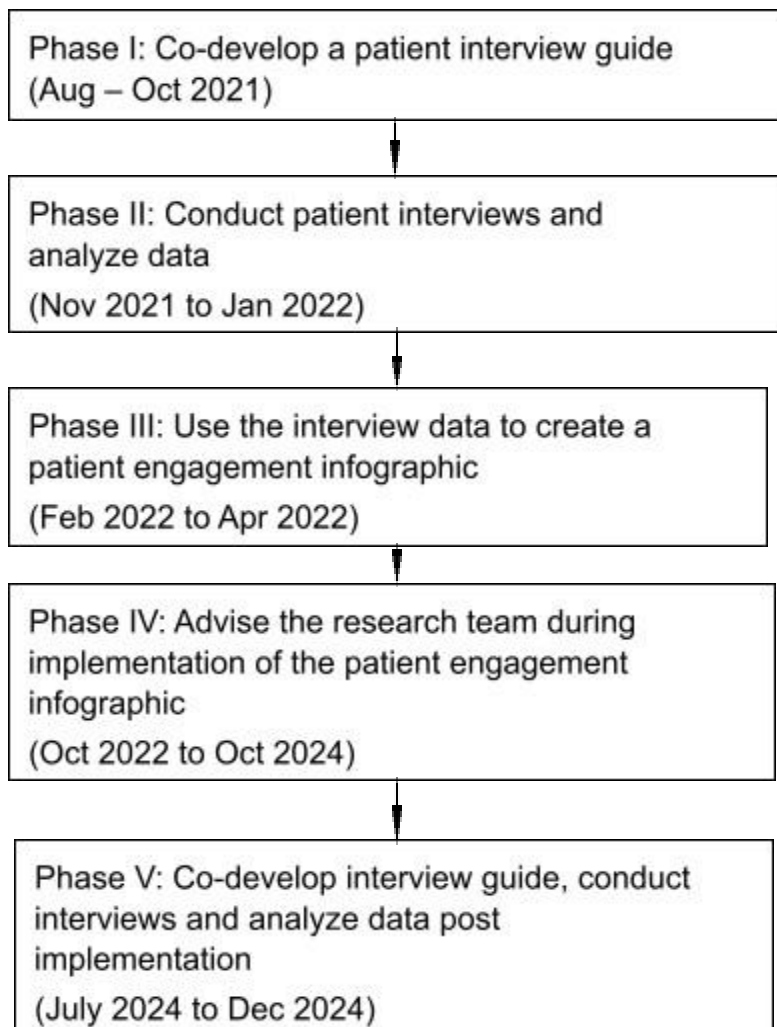 Phase I: Co-develop a patient interview guide
(Aug – Oct 2021)
Phase II: Conduct patient interviews and
analyze data
(Nov 2021 to Jan 2022)
Phase III: Use the interview data to create a
patient engagement infographic
(Feb 2022 to Apr 2022)
Phase IV: Advise the research team during
implementation of the patient engagement
infographic
(Oct 2022 to Oct 2024)
Phase V: Co-develop interview guide, conduct
interviews and analyze data post
implementation
(July 2024 to Dec 2024)